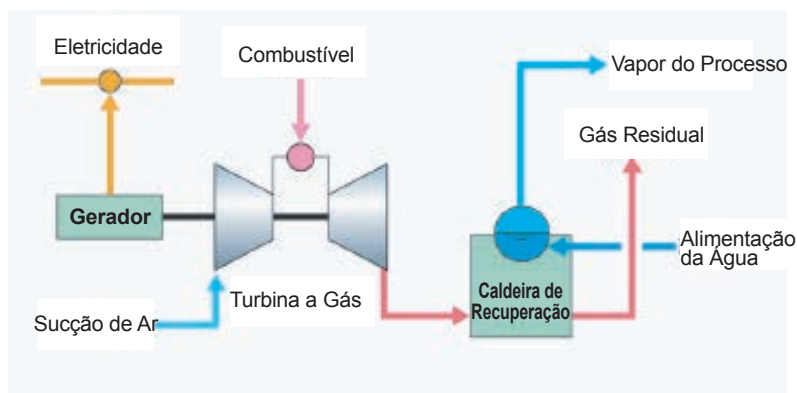 Eletricidade
Combustível
Vapor do Processo
Gás Residual
Gerador
Alimentação
da Água
Turbina a Gás
Caldeira de
Recuperação
Sucção de Ar